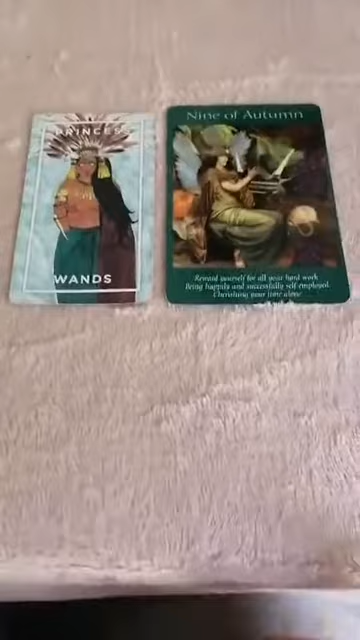 PRINCESS
WANDS
Nine of Autumn
Reward yourself for all your hard work
Being happily and successfully self-employed
Cherishing your time alone